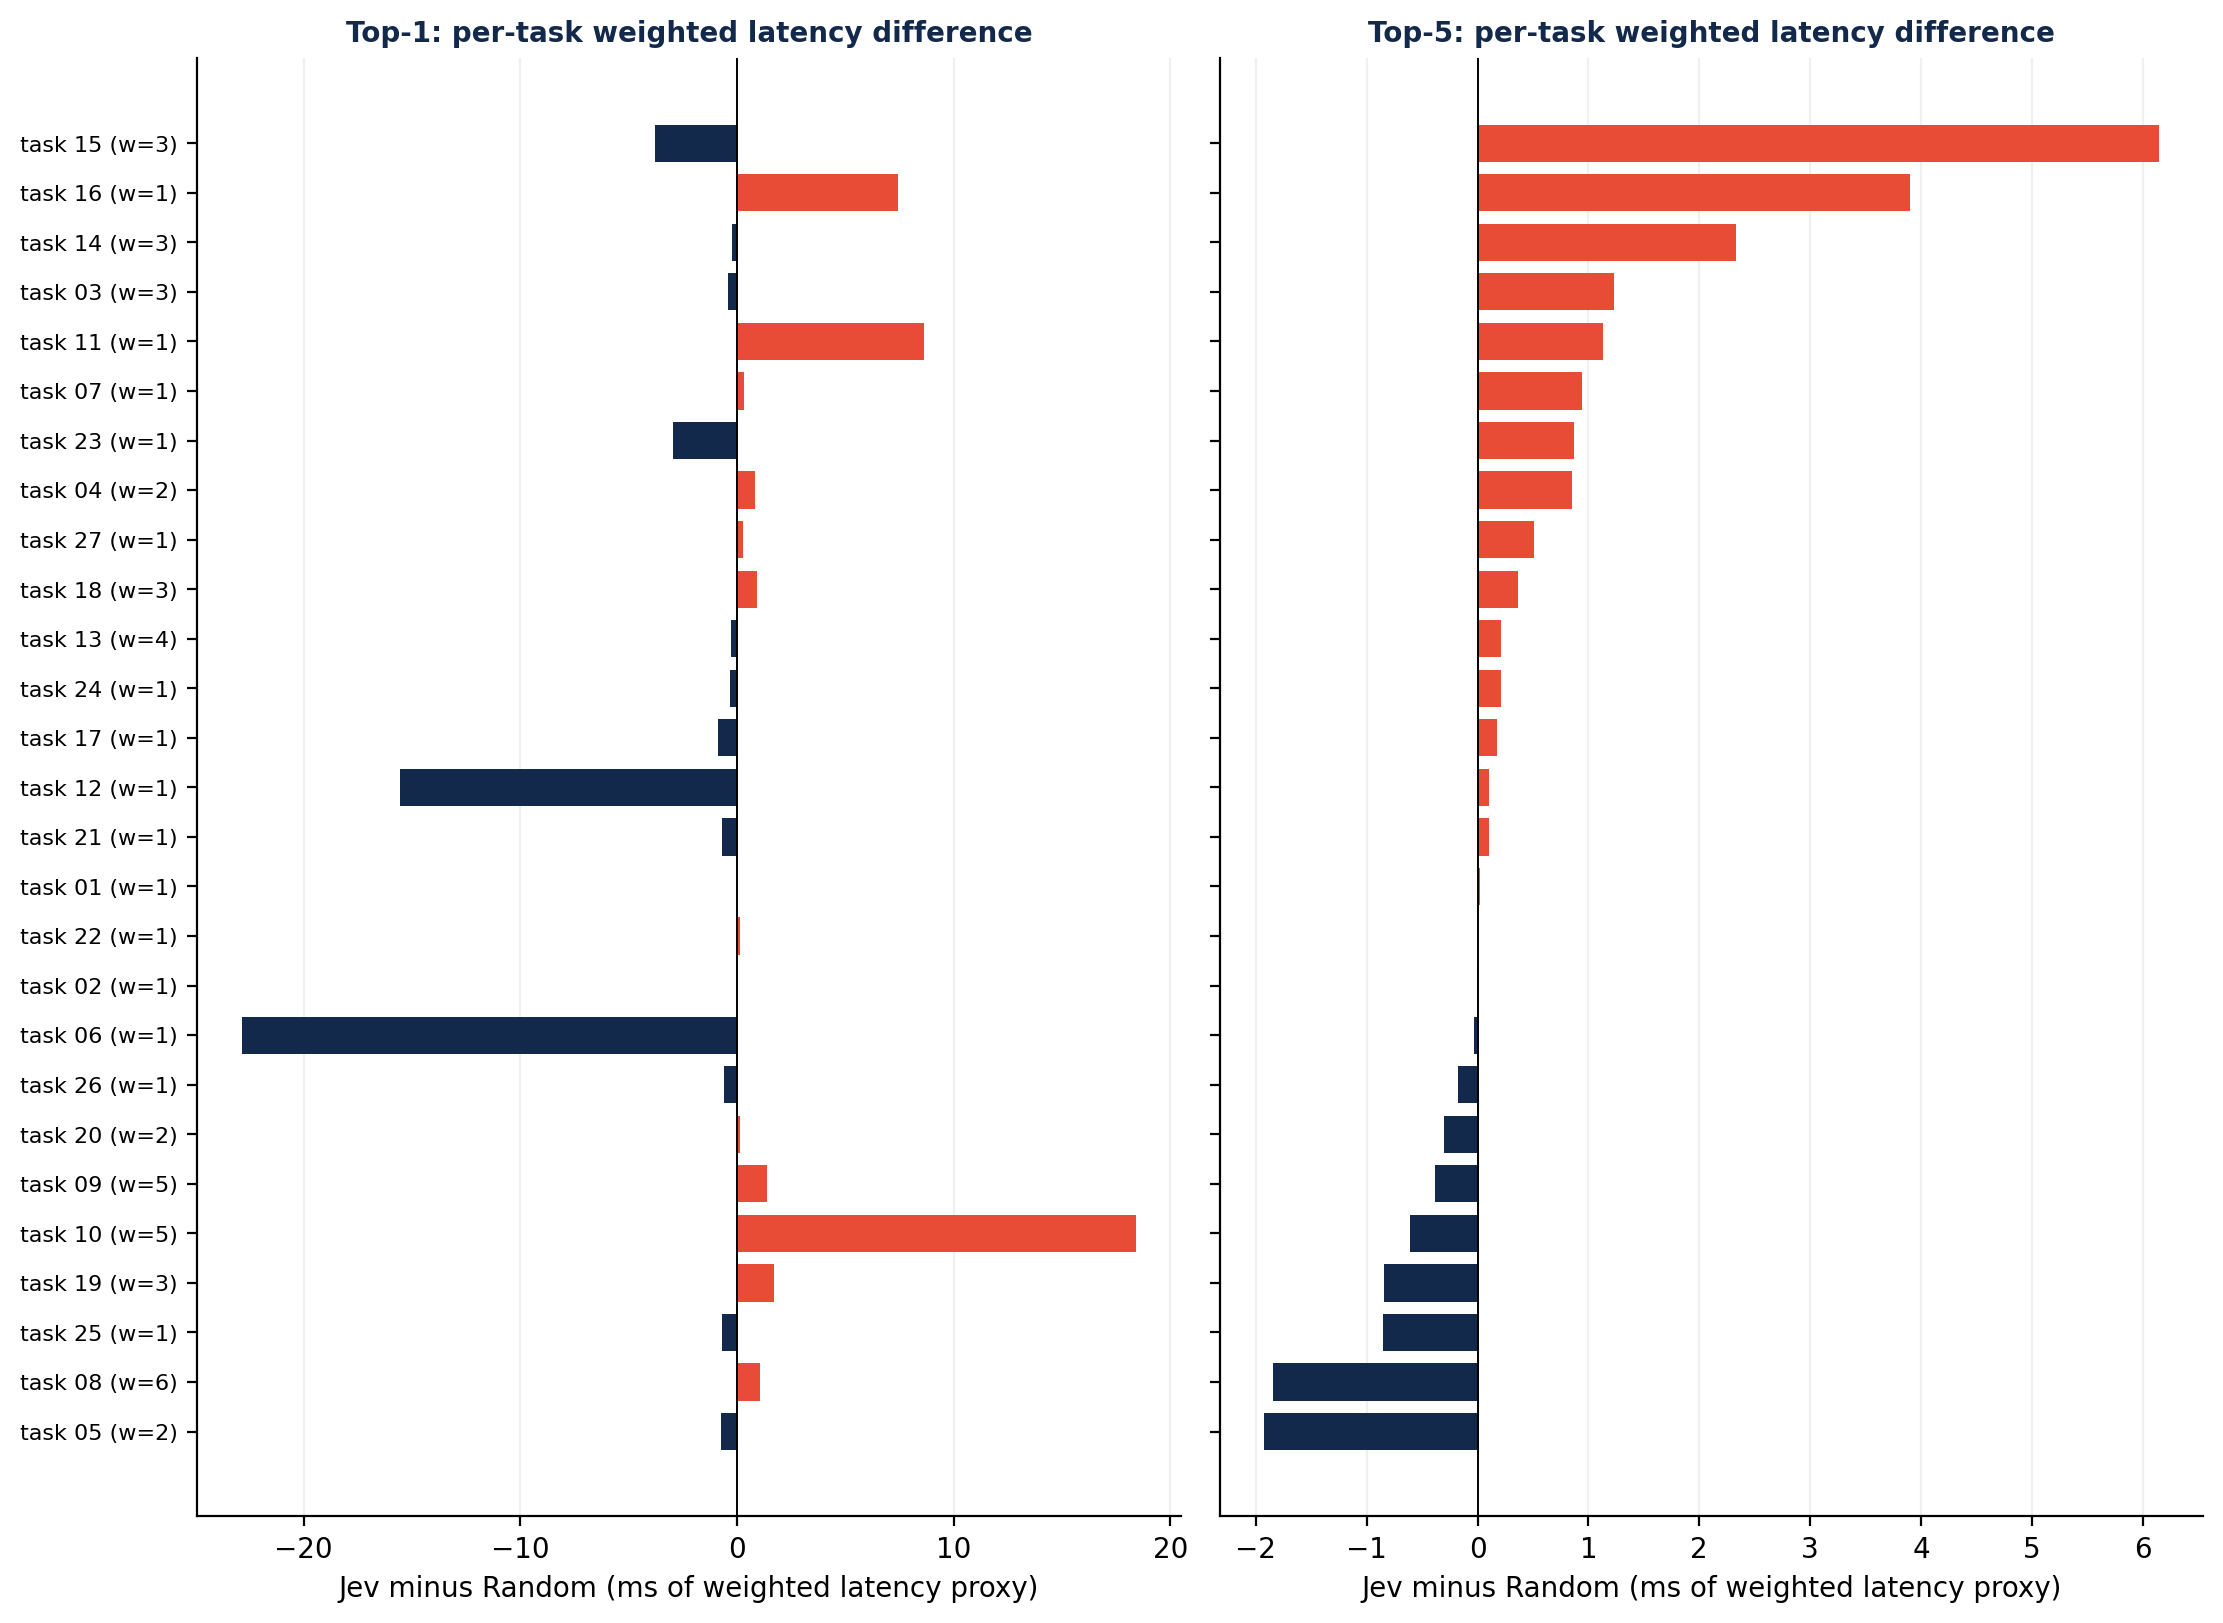 Top-1: per-task weighted latency difference
Top-5: per-task weighted latency difference
task 15 (w=3)
task 16 (w=1)
task 14 (w=3)
task 03 (w=3)
task 11 (w=1)
task 07 (w=1)
task 23 (w=1)
task 04 (w=2)
task 27 (w=1)
task 18 (w=3)
task 13 (w=4)
task 24 (w=1)
task 17 (w=1)
task 12 (w=1)
task 21 (w=1)
task 01 (w=1)
task 22 (w=1)
task 02 (w=1)
task 06 (w=1)
task 26 (w=1)
task 20 (w=2)
task 09 (w=5)
task 10 (w=5)
task 19 (w=3)
task 25 (w=1)
task 08 (w=6)
task 05 (w=2)
−20 −10 0 10 20
−2 −1 0 1 2 3 4 5 6
Jev minus Random (ms of weighted latency proxy)
Jev minus Random (ms of weighted latency proxy)